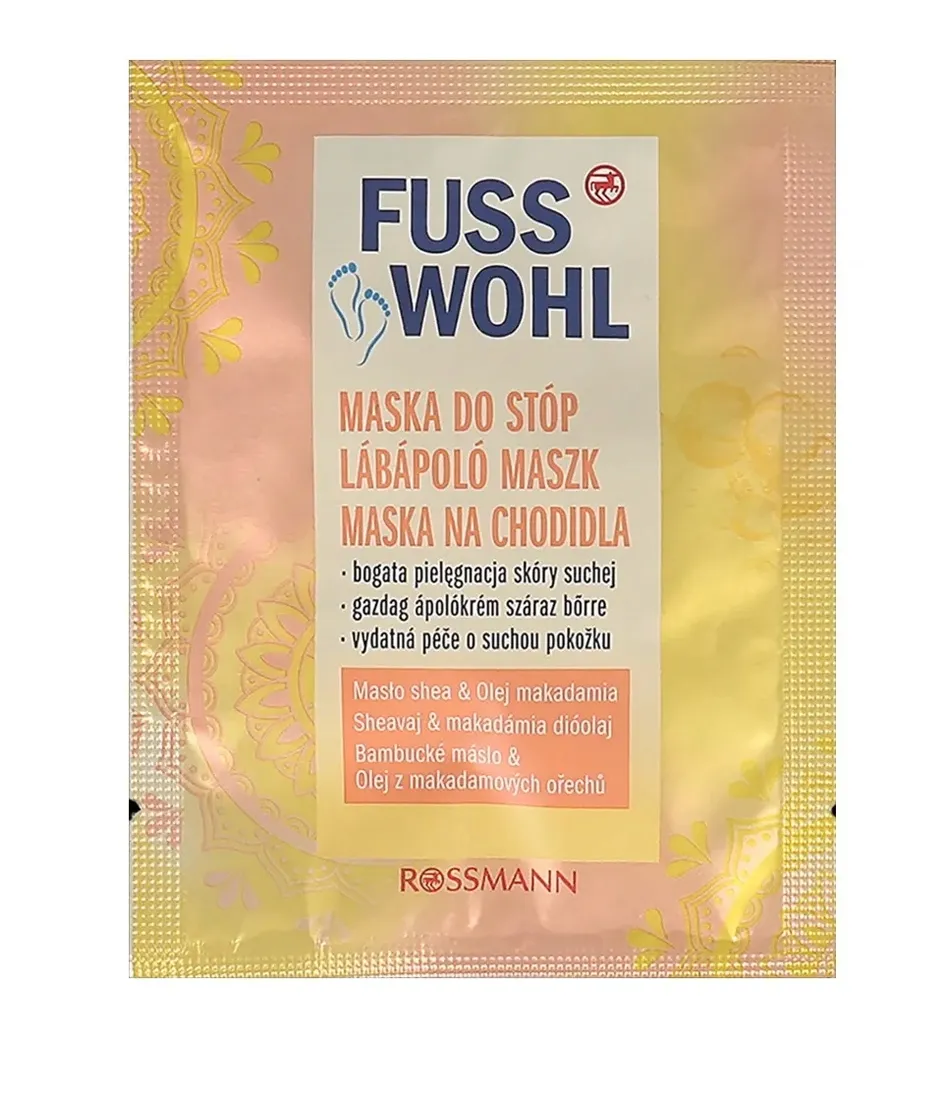 FUSS
WOHL
MASKA DO STÓP
LÁBÁPOLÓ MASZK
MASKA NA CHODIDLA
· bogata pielęgnacja skóry suchej
· gazdag ápolókrém száraz bőrre
· vydatná péče o suchou pokožku
Masło shea & Olej makadamia
Sheavaj & makadámia dióolaj
Bambucké máslo &
Olej z makadamových ořechů
ROSSMANN